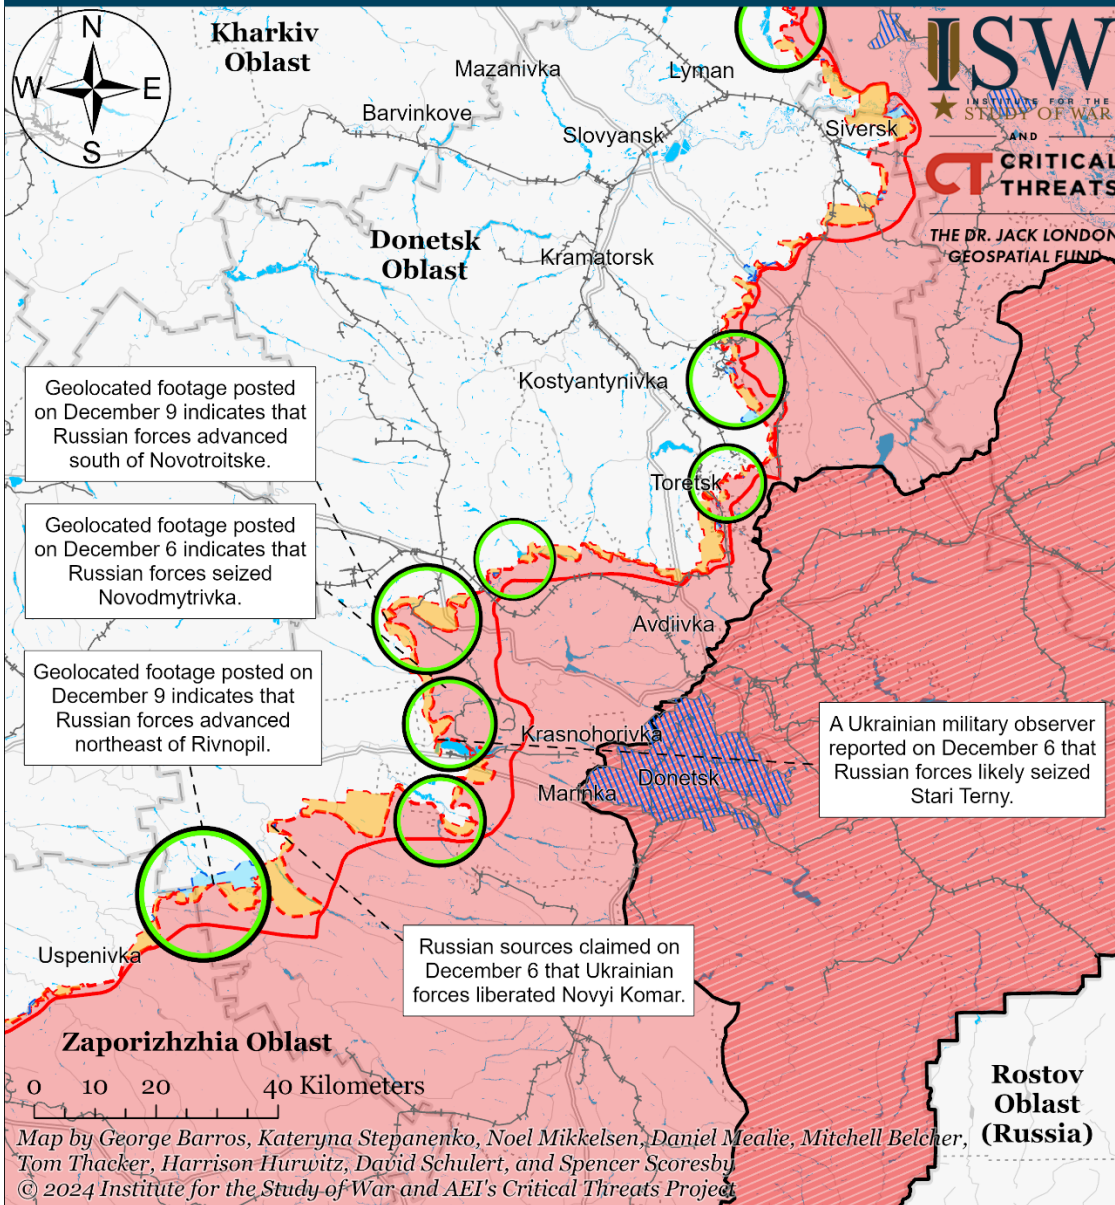 N
W
E
S
Kharkiv
Oblast
Mazanivka
Lyman
Barvinkove
Slovyansk
Siversk
ISW
INSTITUTE FOR THE
STUDY OF WAR
AND
CT CRITICAL
THREATS
THE DR. JACK LONDON
GEOSPATIAL FUND
Donetsk
Oblast
Kramatorsk
Kostyantynivka
Geolocated footage posted
on December 9 indicates that
Russian forces advanced
south of Novotroitske.
Toretsk
Geolocated footage posted
on December 6 indicates that
Russian forces seized
Novodmytrivka.
Avdiivka
Geolocated footage posted on
December 9 indicates that
Russian forces advanced
northeast of Rivnopil.
Krasnohorivka
Donetsk
Marinka
A Ukrainian military observer
reported on December 6 that
Russian forces likely seized
Stari Terny.
Uspenivka
Russian sources claimed on
December 6 that Ukrainian
forces liberated Novyi Komar.
Zaporizhzhia Oblast
0 10 20 40 Kilometers
Rostov
Oblast
(Russia)
Map by George Barros, Kateryna Stepanenko, Noel Mikkelsen, Daniel Mealie, Mitchell Belcher,
Tom Thacker, Harrison Hurwitz, David Schulert, and Spencer Scoresby
© 2024 Institute for the Study of War and AEI's Critical Threats Project